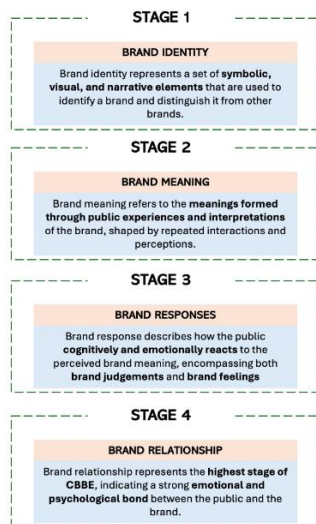 STAGE 1
BRAND IDENTITY
Brand identity represents a set of symbolic,
visual, and narrative elements that are used to
identify a brand and distinguish it from other
brands.
STAGE 2
BRAND MEANING
Brand meaning refers to the meanings formed
through public experiences and interpretations
of the brand, shaped by repeated interactions and
perceptions.
STAGE 3
BRAND RESPONSES
Brand response describes how the public
cognitively and emotionally reacts to the
perceived brand meaning, encompassing both
brand judgements and brand feelings
STAGE 4
BRAND RELATIONSHIP
Brand relationship represents the highest stage of
CBBE, indicating a strong emotional and
psychological bond between the public and the
brand.